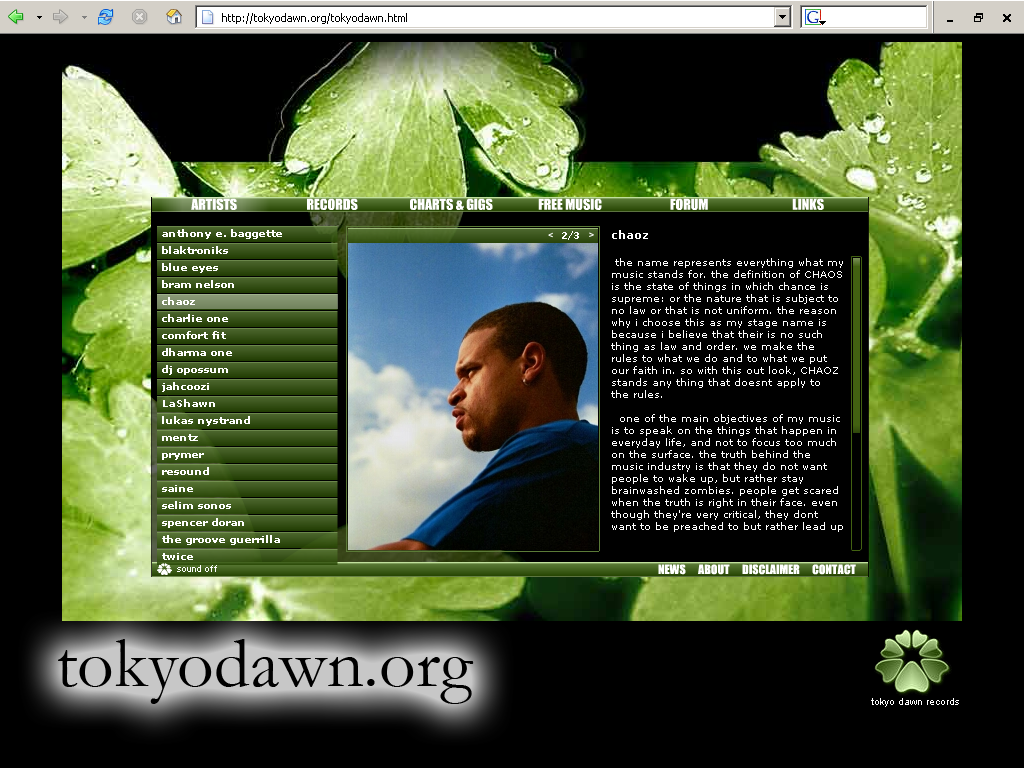 http://tokyodawn.org/tokyodawn.html
G
ARTISTS RECORDS CHARTS & GIGS FREE MUSIC FORUM LINKS
anthony e. baggette
blaktroniks
blue eyes
bram nelson
chaoz
charlie one
comfort fit
dharma one
dj opossum
jahcoozi
LaShawn
lukas nystrand
mentz
prymer
resound
saine
selim sonos
spencer doran
the groove guerrilla
twice
< 2/3 >
chaoz
the name represents everything what my
music stands for. the definition of CHAOS
is the state of things in which chance is
supreme: or the nature that is subject to
no law or that is not uniform. the reason
why i choose this as my stage name is
because i believe that their is no such
thing as law and order. we make the
rules to what we do and to what we put
our faith in. so with this out look, CHAOZ
stands any thing that doesnt apply to
the rules.
one of the main objectives of my music
is to speak on the things that happen in
everyday life, and not to focus too much
on the surface. the truth behind the
music industry is that they do not want
people to wake up, but rather stay
brainwashed zombies. people get scared
when the truth is right in their face. even
though they're very critical, they dont
want to be preached to but rather lead up
sound off
NEWS ABOUT DISCLAIMER CONTACT
tokyodawn.org
tokyo dawn records